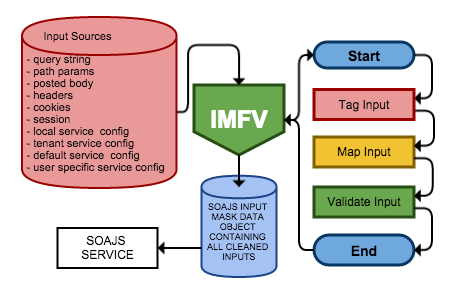 Input Sources
- query string
- path params
- posted body
- headers
- cookies
- session
- local service  config
- tenant service config
- default service  config
- user specific service config
IMFV
SOAJS INPUT
MASK DATA
OBJECT
CONTAINING
ALL CLEANED
INPUTS
SOAJS
SERVICE
Start
Tag Input
Map Input
Validate Input
End